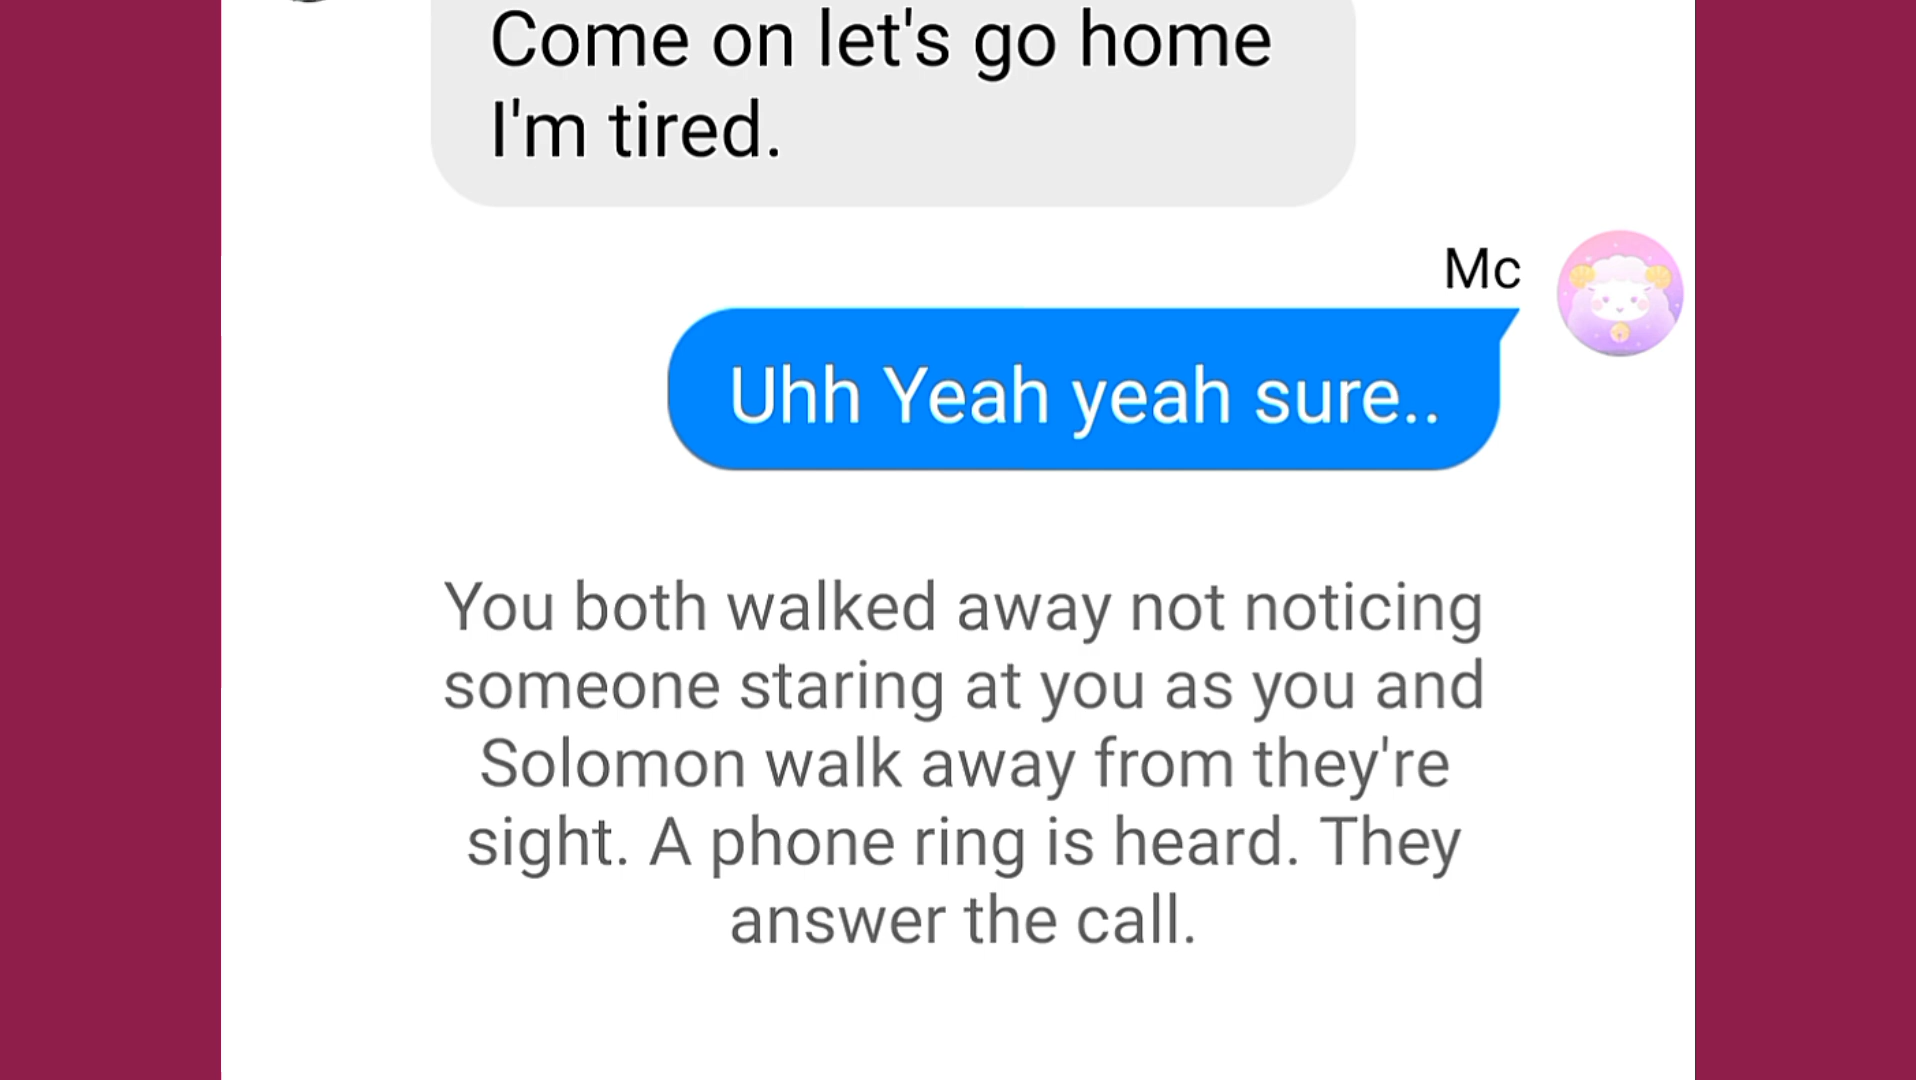 Come on let's go home
I'm tired.
Mc
Uhh Yeah yeah sure..
You both walked away not noticing
someone staring at you as you and
Solomon walk away from they're
sight. A phone ring is heard. They
answer the call.